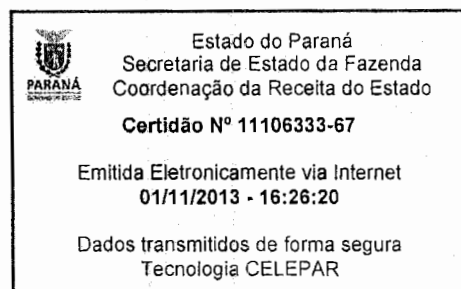 Estado do Paraná
Secretaria de Estado da Fazenda
PARANÁ
Coordenação da Receita do Estado
Certidão Nº 11106333-67
Emitida Eletronicamente via Internet
01/11/2013 - 16:26:20
Dados transmitidos de forma segura
Tecnologia CELEPAR